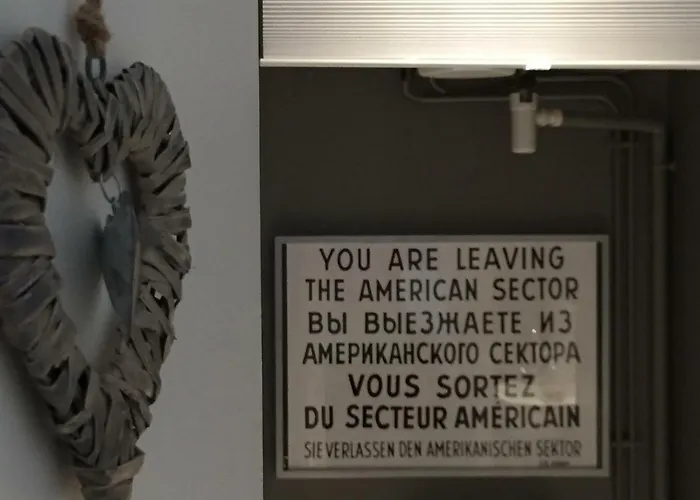 YOU ARE LEAVING
THE AMERICAN SECTOR
ВЫ ВЫЕЗЖАЕТЕ ИЗ
АМЕРИКАНСКОГО СЕКТОРА
VOUS SORTEZ
DU SECTEUR AMÉRICAIN
SIE VERLASSEN DEN AMERIKANISCHEN SEKTOR